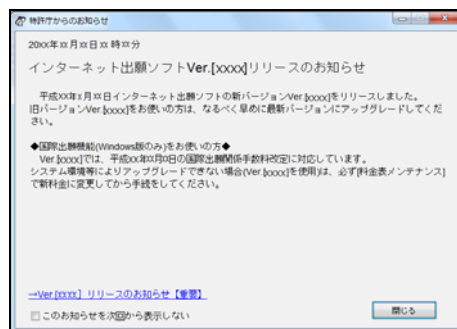 特許庁からのお知らせ
20xx年xx月xx日xx時xx分
インターネット出願ソフトVer.[xxxx]リリースのお知らせ
平成xx年x月xx日インターネット出願ソフトの新バージョンVer.[xxxx]をリリースしました。
旧バージョンVer.[xxxx]をお使いの方は、なるべく早めに最新バージョンにアップグレードしてくだ
さい。
◆国際出願機能(Windows版のみ)をお使いの方◆
Ver.[xxxx]では、平成xx年xx月xx日の国際出願関係手数料改定に対応しています。
システム環境等によりアップグレードできない場合(Ver.[xxxx]を使用)は、必ず[料金表メンテナンス]
で新料金に変更してから手続をしてください。
→Ver.[xxxx] リリースのお知らせ【重要】
このお知らせを次回から表示しない
閉じる